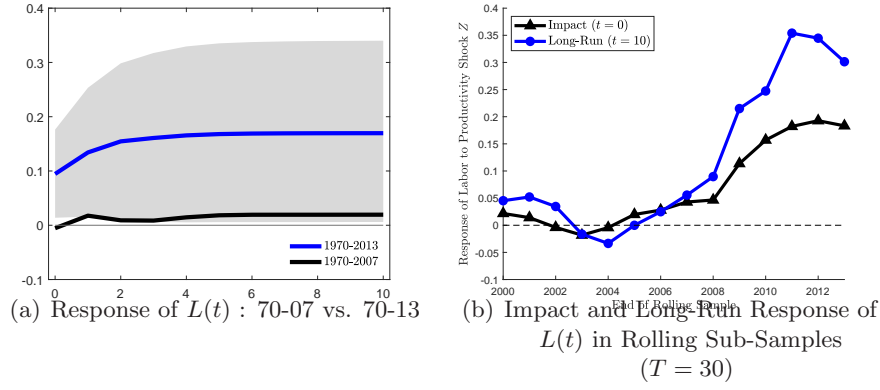 0.4
0.3
0.2
0.1
0
-0.1
0 2 4 6 8 10
1970-2013
1970-2007
(a) Response of L(t) : 70-07 vs. 70-13
Response of Labor to Productivity Shock Z
0.4
0.35
0.3
0.25
0.2
0.15
0.1
0.05
0
-0.05
-0.1
Impact (t = 0)
Long-Run (t = 10)
2000 2002 2004 2006 2008 2010 2012
End of Rolling Sample
(b) Impact and Long-Run Response of
L(t) in Rolling Sub-Samples
(T = 30)